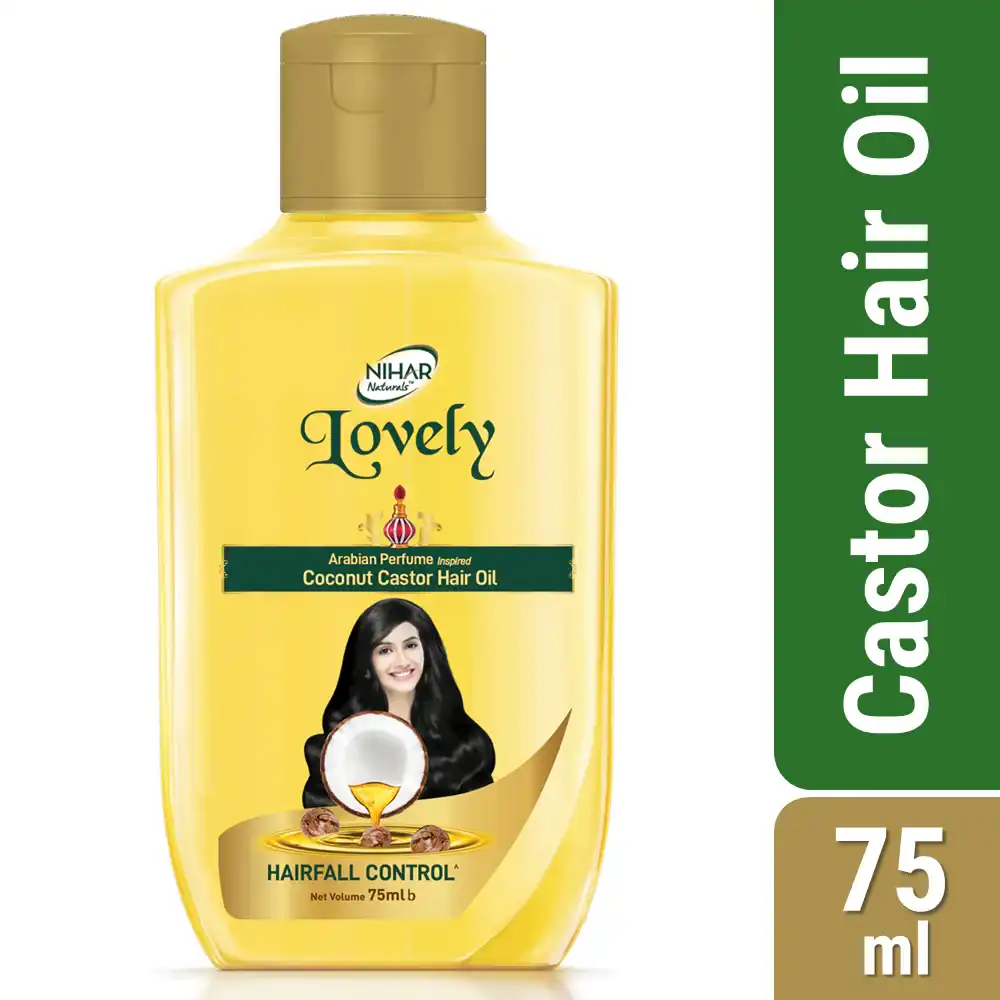 NIHAR
Naturals™
Lovely
Arabian Perfume Inspired
Coconut Castor Hair Oil
HAIRFALL CONTROL^
Net Volume 75ml b
Castor Hair Oil
75
ml